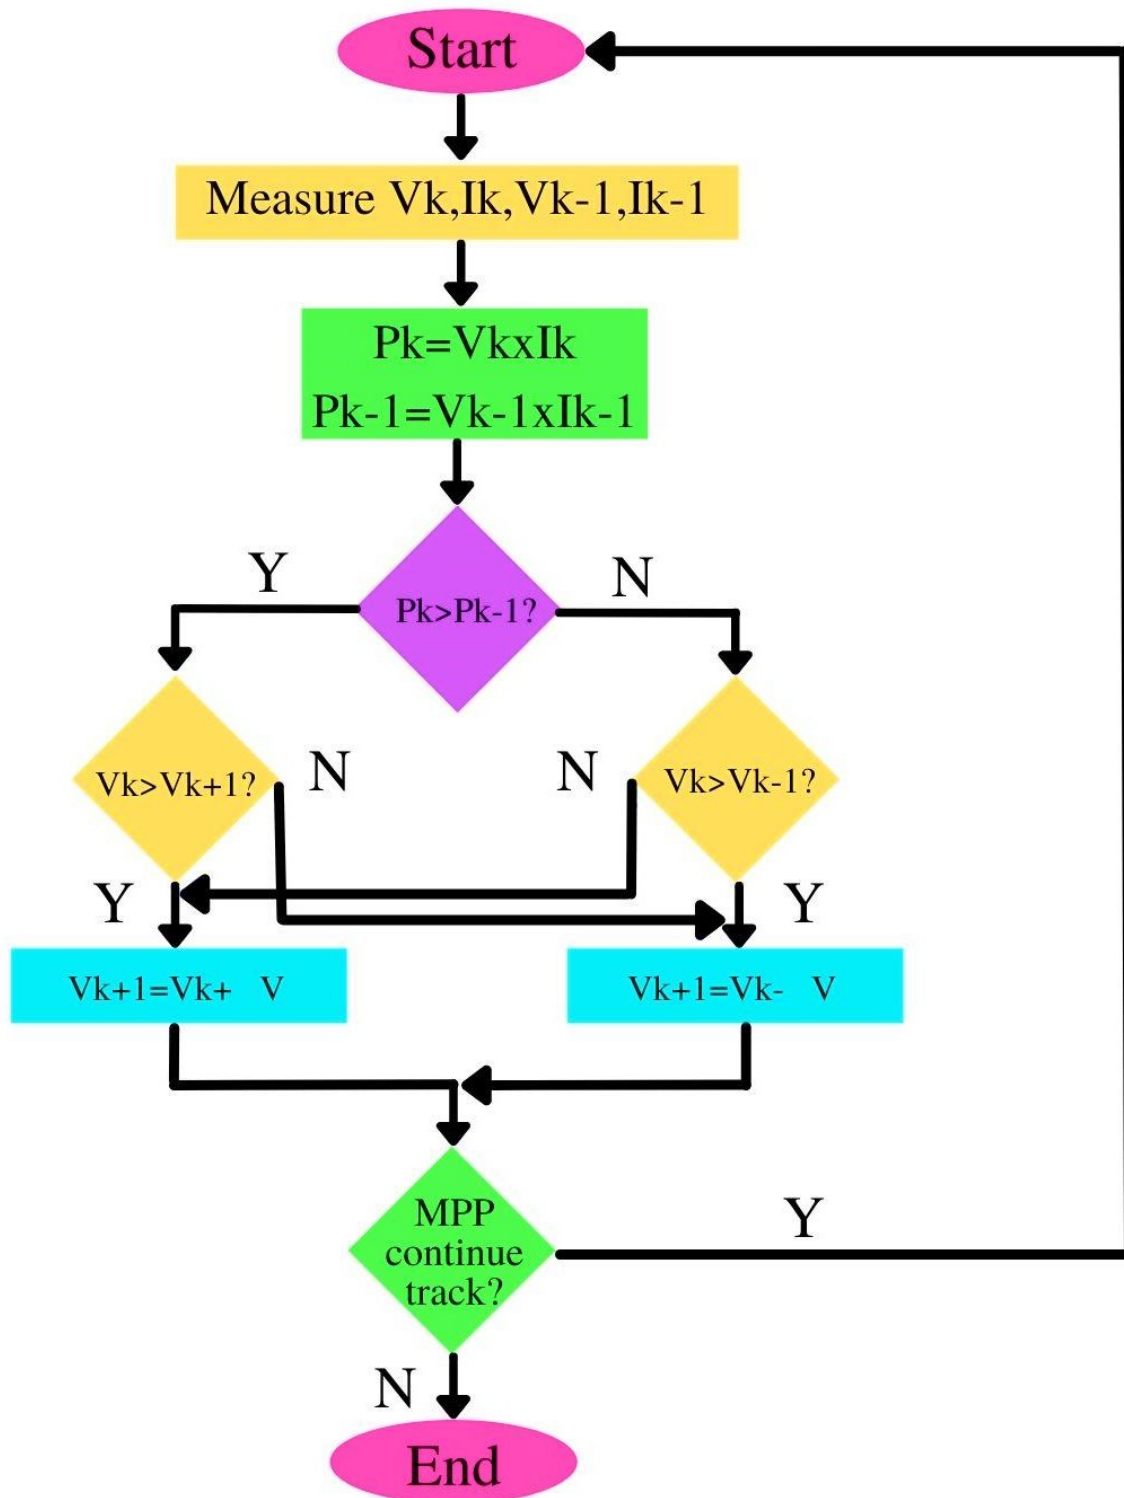 Start
Measure Vk,Ik,Vk-1,Ik-1
Pk=VkxIk
Pk-1=Vk-1xIk-1
Y
N
Pk>Pk-1?
Vk>Vk+1?
N
N
Vk>Vk-1?
Y
Y
Vk+1=Vk+ V
Vk+1=Vk- V
MPP
continue
track?
Y
N
End